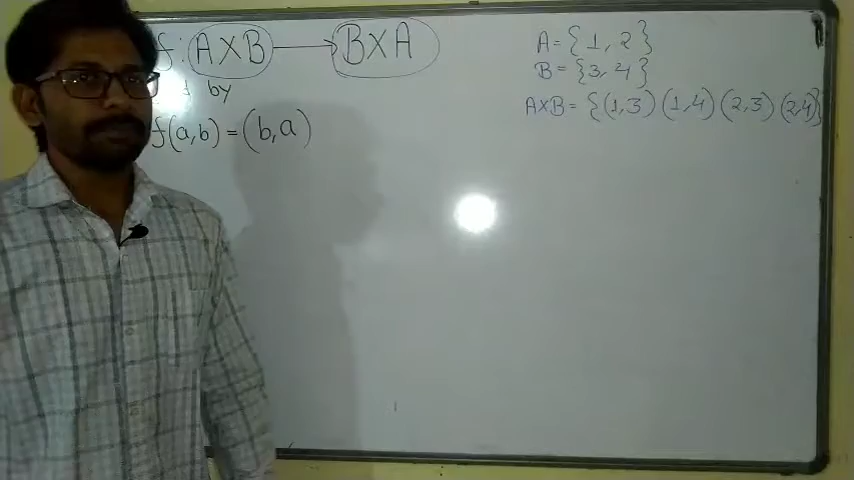 f: A×B → B×A
by
f(a,b) = (b,a)
A = {1, 2}
B = {3, 4}
A×B = {(1,3) (1,4) (2,3) (2,4)}